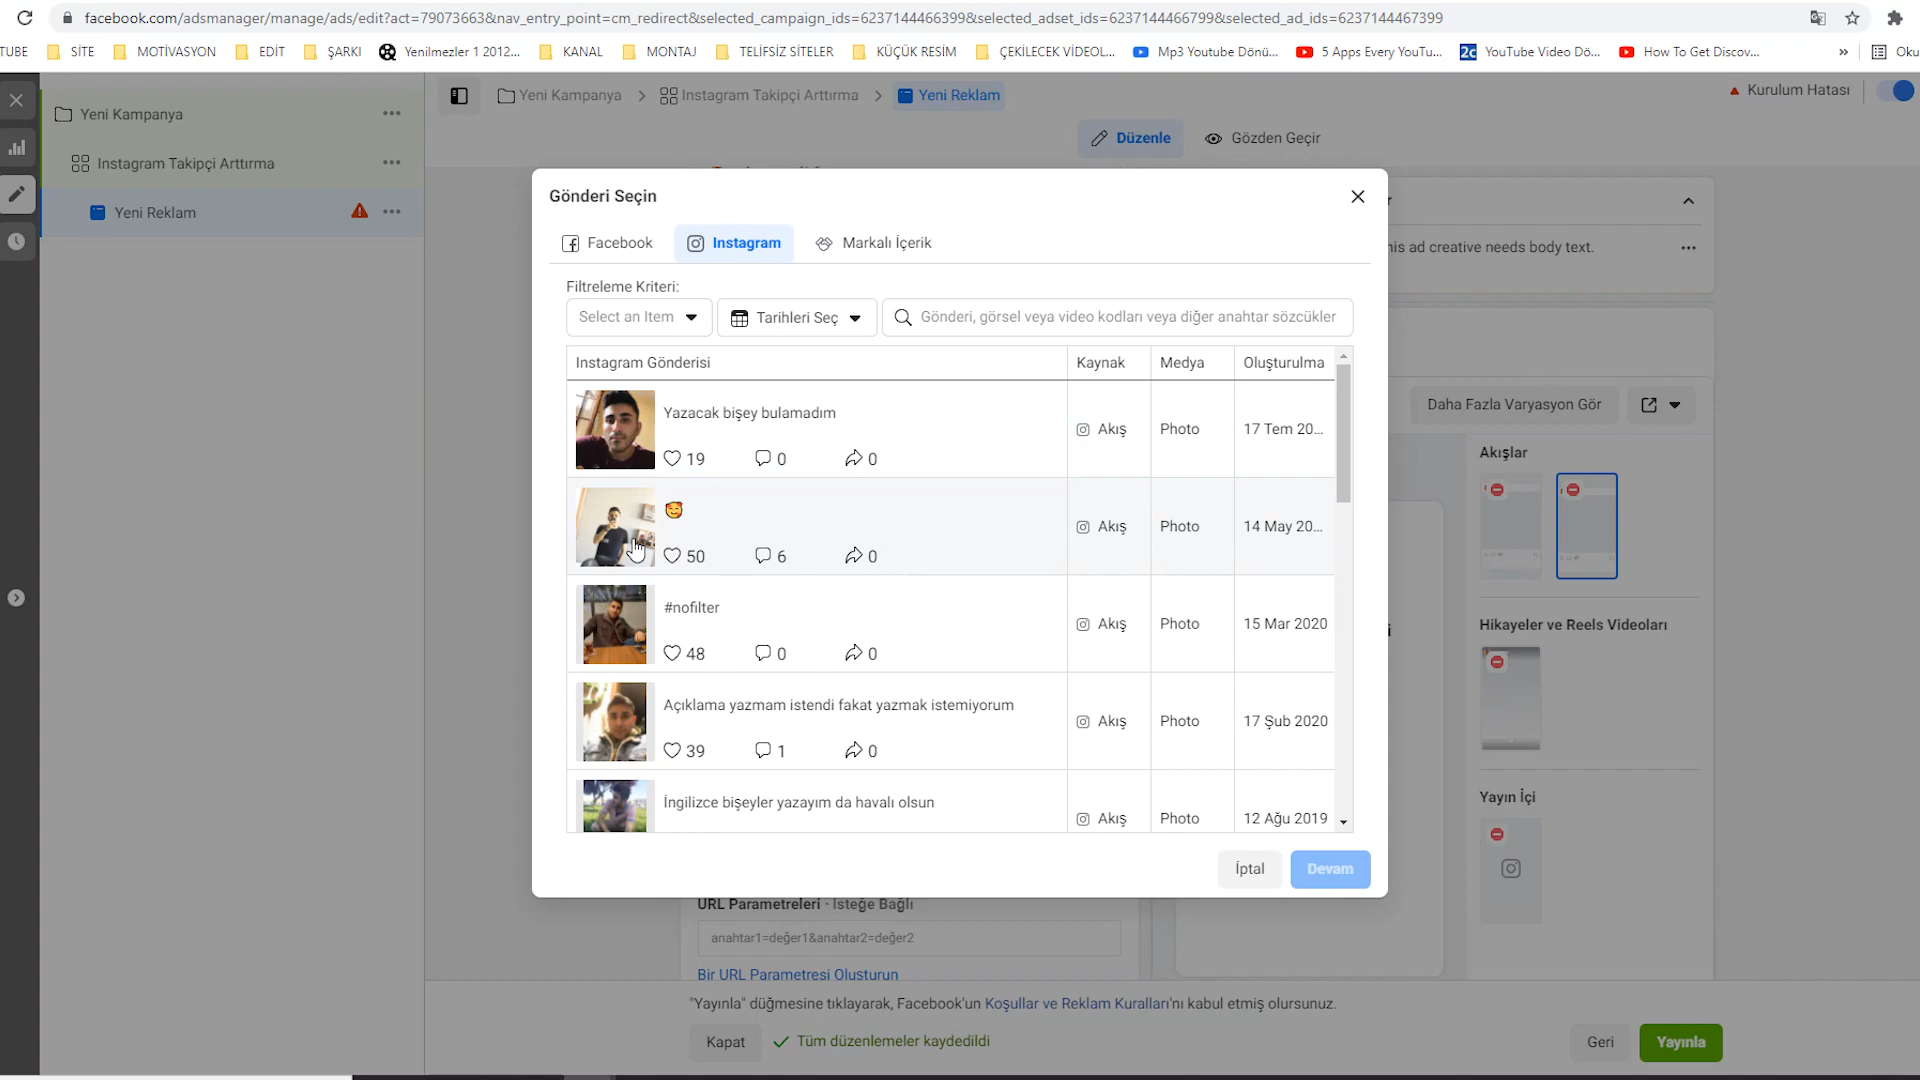 facebook.com/adsmanager/manage/ads/edit?act=79073663&nav_entry_point=cm_redirect&selected_campaign_ids=6237144466399&selected_adset_ids=6237144466799&selected_ad_ids=6237144467399
TUBE SİTE MOTİVASYON EDİT ŞARKI Yenilmezler 1 2012... KANAL MONTAJ TELİFSİZ SİTELER KÜÇÜK RESİM ÇEKİLECEK VİDEOL... Mp3 Youtube Dönü... 5 Apps Every YouTu... 2c YouTube Video Dö... How To Get Discov... » Oku
Yeni Kampanya
Instagram Takipçi Arttırma
Yeni Reklam
Yeni Kampanya > Instagram Takipçi Arttırma > Yeni Reklam
Kurulum Hatası
Düzenle Gözden Geçir
Gönderi Seçin
Facebook Instagram Markalı İçerik
Filtreleme Kriteri:
Select an Item Tarihleri Seç Gönderi, görsel veya video kodları veya diğer anahtar sözcükler
Instagram Gönderisi Kaynak Medya Oluşturulma
Yazacak bişey bulamadım
19 0 0
Akış Photo 17 Tem 20...
🥰
50 6 0
Akış Photo 14 May 20...
#nofilter
48 0 0
Akış Photo 15 Mar 2020
Açıklama yazmam istendi fakat yazmak istemiyorum
39 1 0
Akış Photo 17 Şub 2020
İngilizce bişeyler yazayım da havalı olsun
Akış Photo 12 Ağu 2019
İptal Devam
his ad creative needs body text.
Daha Fazla Varyasyon Gör
Akışlar
Hikayeler ve Reels Videoları
Yayın İçi
URL Parametreleri - İsteğe Bağlı
anahtar1=değer1&anahtar2=değer2
Bir URL Parametresi Oluşturun
"Yayınla" düğmesine tıklayarak, Facebook'un Koşullar ve Reklam Kuralları'nı kabul etmiş olursunuz.
Kapat Tüm düzenlemeler kaydedildi
Geri Yayınla